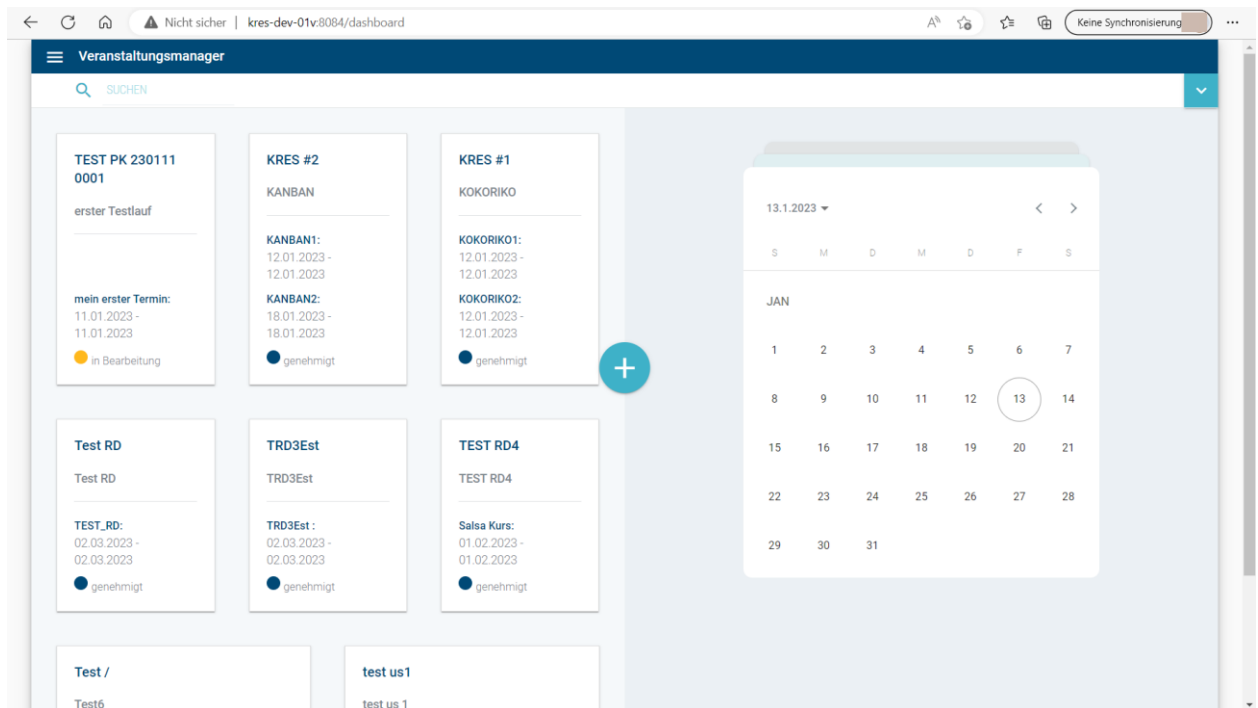 Nicht sicher | kres-dev-01v:8084/dashboard
Keine Synchronisierung
Veranstaltungsmanager
SUCHEN
TEST PK 230111
0001
erster Testlauf
mein erster Termin:
11.01.2023 -
11.01.2023
in Bearbeitung
KRES #2
KANBAN
KANBAN1:
12.01.2023 -
12.01.2023
KANBAN2:
18.01.2023 -
18.01.2023
genehmigt
KRES #1
KOKORIKO
KOKORIKO1:
12.01.2023 -
12.01.2023
KOKORIKO2:
12.01.2023 -
12.01.2023
genehmigt
Test RD
Test RD
TEST_RD:
02.03.2023 -
02.03.2023
genehmigt
TRD3Est
TRD3Est
TRD3Est :
02.03.2023 -
02.03.2023
genehmigt
TEST RD4
TEST RD4
Salsa Kurs:
01.02.2023 -
01.02.2023
genehmigt
Test /
Test6
test us1
test us 1
13.1.2023
S M D M D F S
JAN
1 2 3 4 5 6 7
8 9 10 11 12 13 14
15 16 17 18 19 20 21
22 23 24 25 26 27 28
29 30 31